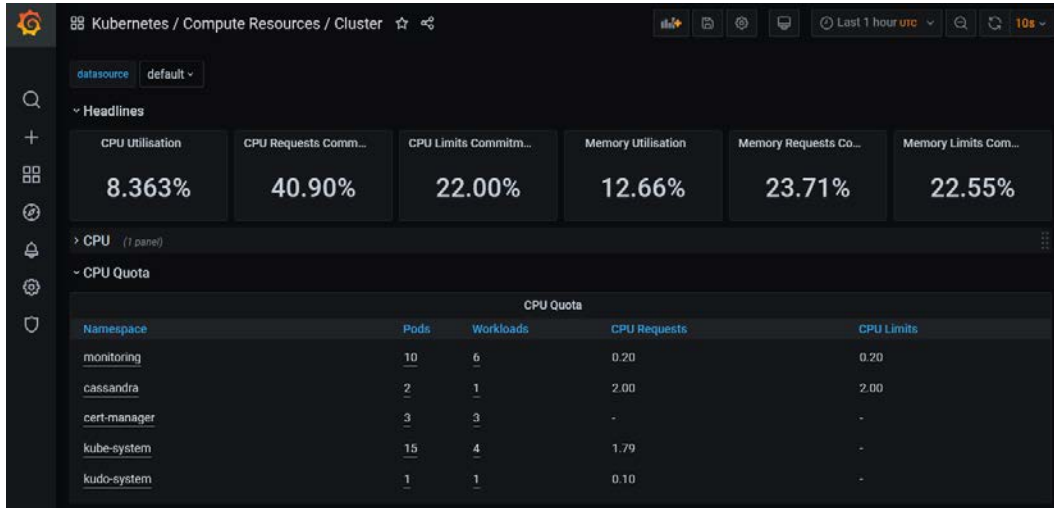 Kubernetes / Compute Resources / Cluster
Last 1 hour UTC
10s
datasource default
Headlines
CPU Utilisation CPU Requests Comm... CPU Limits Commitm... Memory Utilisation Memory Requests Co... Memory Limits Com...
8.363% 40.90% 22.00% 12.66% 23.71% 22.55%
CPU (1 panel)
CPU Quota
CPU Quota
Namespace Pods Workloads CPU Requests CPU Limits
monitoring 10 6 0.20 0.20
cassandra 2 1 2.00 2.00
cert-manager 3 3 - -
kube-system 15 4 1.79 -
kudo-system 1 1 0.10 -